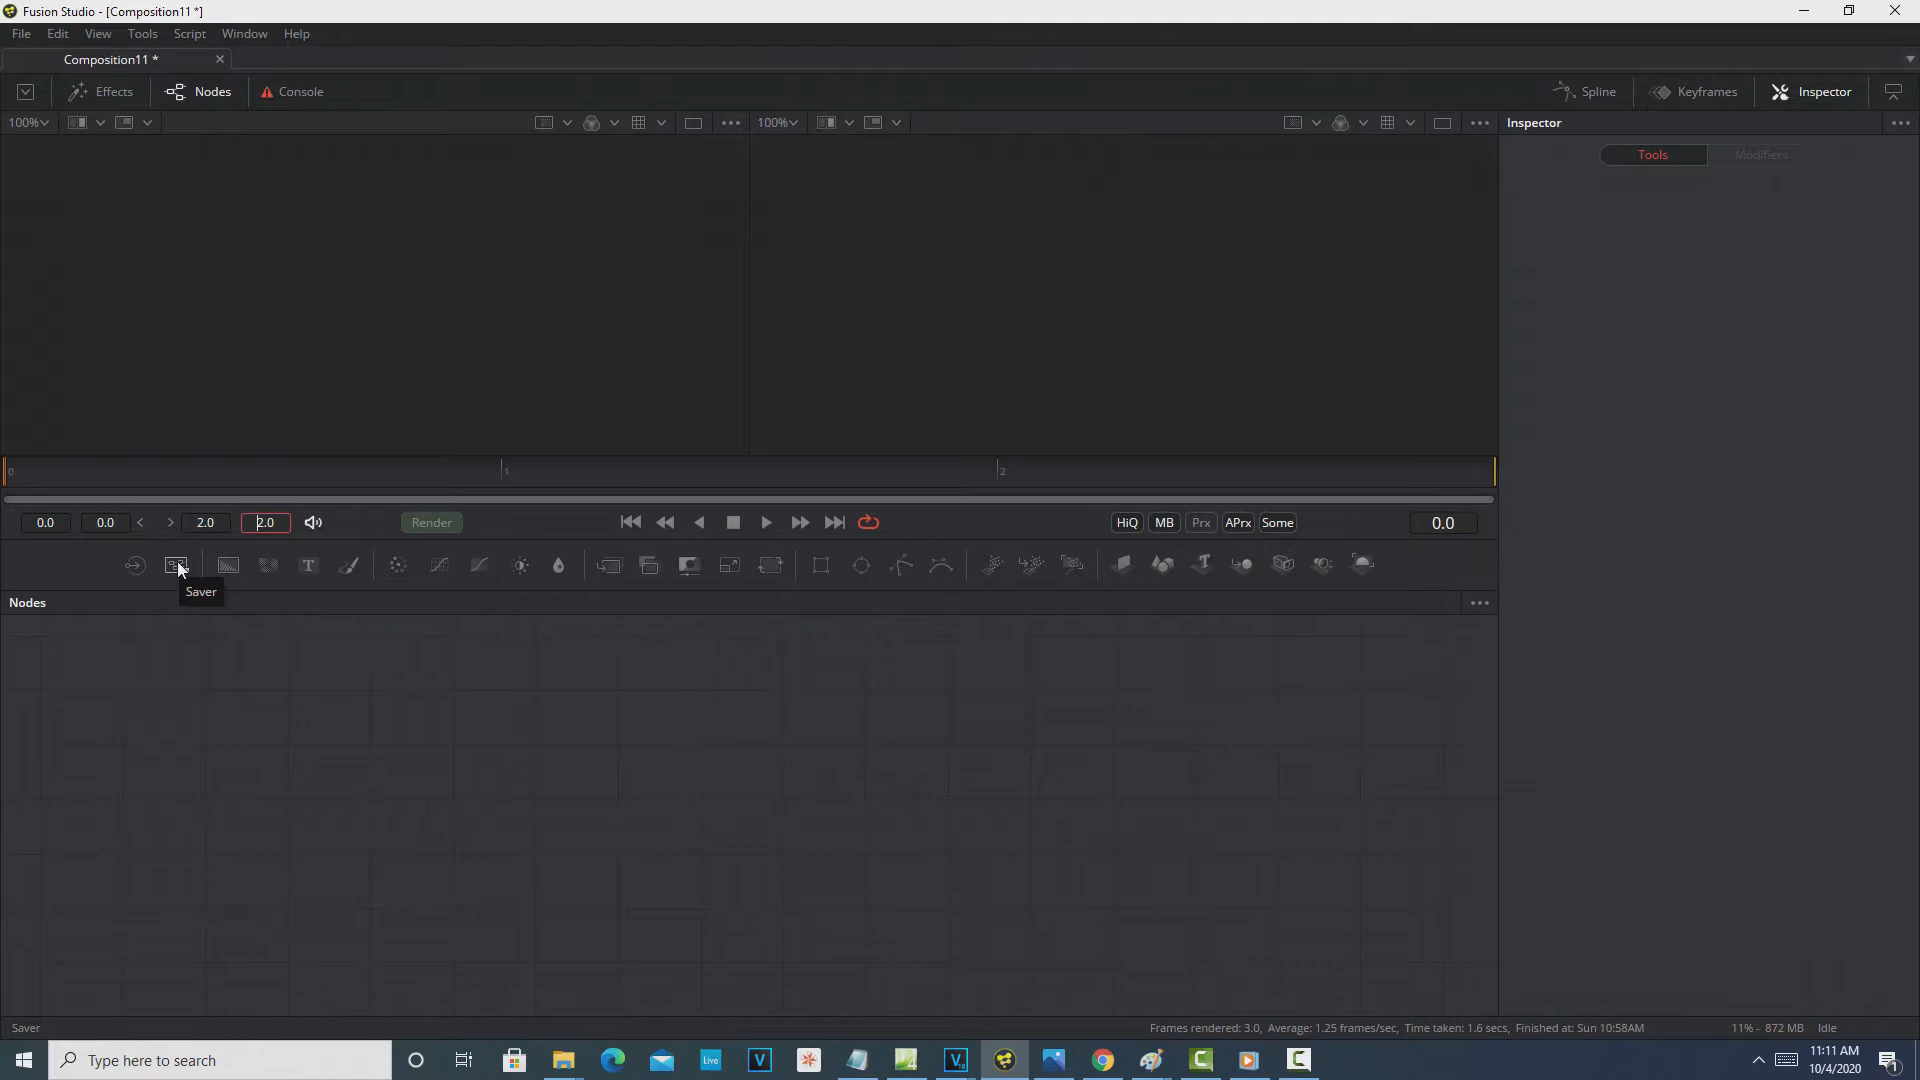 Fusion Studio - [Composition11 *]
File Edit View Tools Script Window Help
Composition11 *
Effects Nodes Console Spline Keyframes Inspector
100% 100% Inspector
Tools Modifiers
0 1 2
0.0 0.0 < > 2.0 2.0 Render HiQ MB Prx APrx Some 0.0
T T
Saver
Nodes
Saver Frames rendered: 3.0, Average: 1.25 frames/sec, Time taken: 1.6 secs, Finished at: Sun 10:58AM 11% - 872 MB Idle
Type here to search Live V V 18 C C 11:11 AM
10/4/2020 1